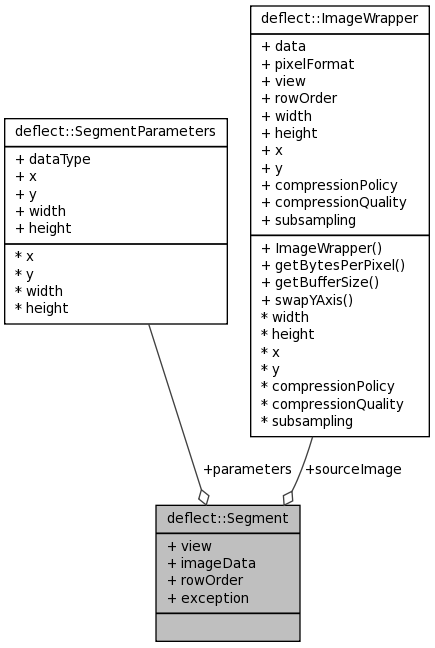 deflect::ImageWrapper
+ data
+ pixelFormat
+ view
+ rowOrder
+ width
+ height
+ x
+ y
+ compressionPolicy
+ compressionQuality
+ subsampling
+ ImageWrapper()
+ getBytesPerPixel()
+ getBufferSize()
+ swapYAxis()
* width
* height
* x
* y
* compressionPolicy
* compressionQuality
* subsampling
deflect::SegmentParameters
+ dataType
+ x
+ y
+ width
+ height
* x
* y
* width
* height
+parameters
+sourceImage
deflect::Segment
+ view
+ imageData
+ rowOrder
+ exception